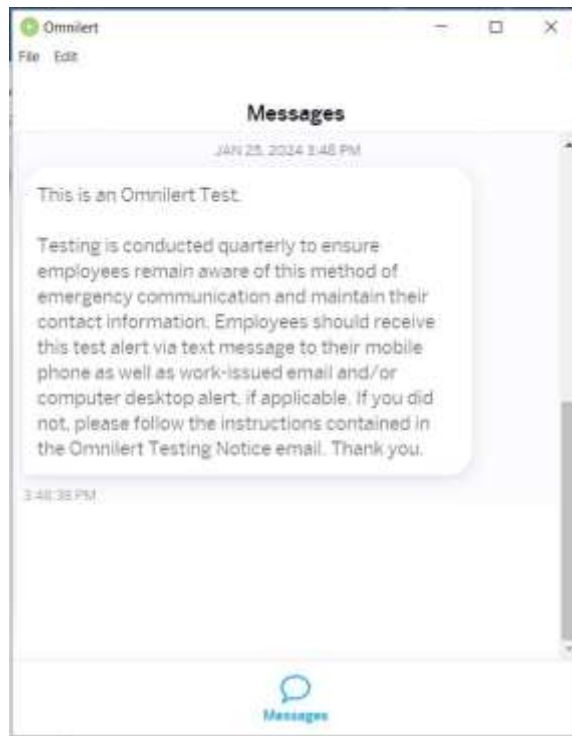 Omnilert
File Edit
Messages
JAN 25, 2024 3:48 PM
This is an Omnilert Test.
Testing is conducted quarterly to ensure
employees remain aware of this method of
emergency communication and maintain their
contact information. Employees should receive
this test alert via text message to their mobile
phone as well as work-issued email and/or
computer desktop alert, if applicable. If you did
not, please follow the instructions contained in
the Omnilert Testing Notice email. Thank you.
3:48:38 PM
Messages